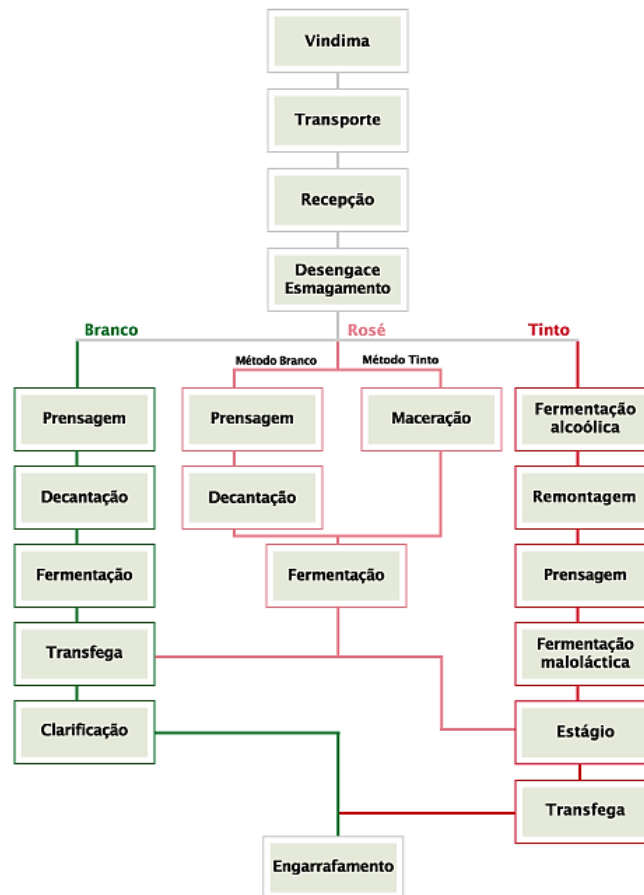 Vindima
Transporte
Recepção
Desengace
Esmagamento
Branco
Rosé
Tinto
Método Branco
Método Tinto
Prensagem
Prensagem
Maceração
Fermentação
alcoólica
Decantação
Decantação
Remontagem
Fermentação
Fermentação
Prensagem
Transfega
Fermentação
maloláctica
Clarificação
Estágio
Transfega
Engarrafamento